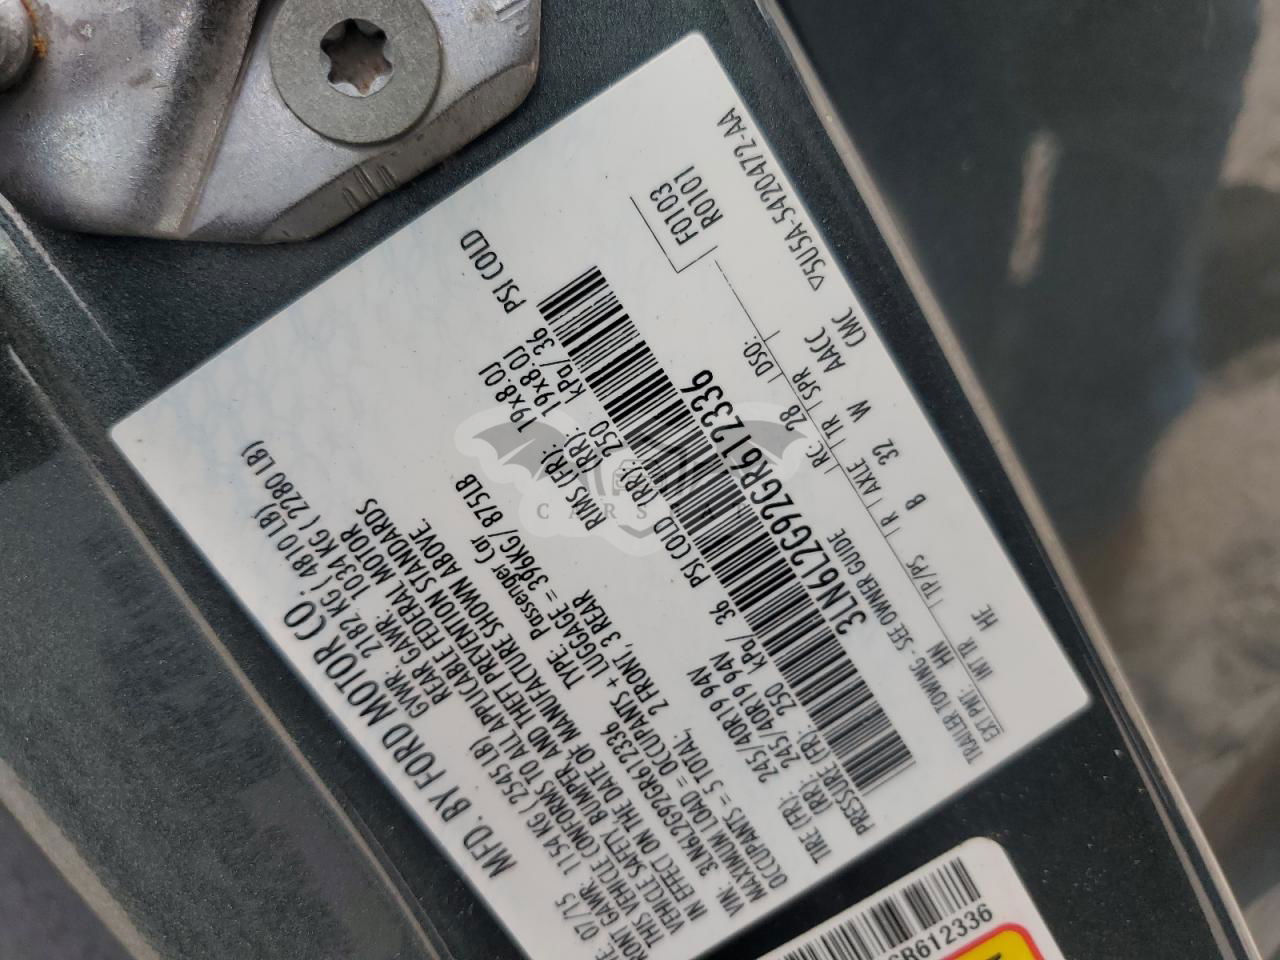 MFD. BY FORD MOTOR CO
07/15 GVWR: 2182 KG ( 4810 LB)
FRONT GAWR: 1154 KG ( 2545 LB) REAR GAWR: 1034 KG ( 2280 LB)
THIS VEHICLE CONFORMS TO ALL APPLICABLE FEDERAL MOTOR
VEHICLE SAFETY, BUMPER, AND THEFT PREVENTION STANDARDS
IN EFFECT ON THE DATE OF MANUFACTURE SHOWN ABOVE.
VIN: 3LN6L2G92GR612336 TYPE: Passenger Car
MAXIMUM LOAD = OCCUPANTS + LUGGAGE = 396KG/ 875LB
OCCUPANTS = 5 TOTAL, 2 FRONT, 3 REAR
TIRE (FR): 245/40R19 94V RIMS (FR): 19x8.0J
(RR): 245/40R19 94V (RR): 19x8.0J
PRESSURE (FR): 250 kPa/ 36 PSI COLD (RR) 250 kPa/ 36 PSI COLD
3LN6L2G92GR612336
F0103
R0101
TRAILER TOWING - SEE OWNER GUIDE
EXT PNT: HN RC: 28 DSO:
INT TR TP/PS R AXLE TR SPR
HE B 32 W AACC CMC
▽5U5A-5420472-AA
CARS
GR612336